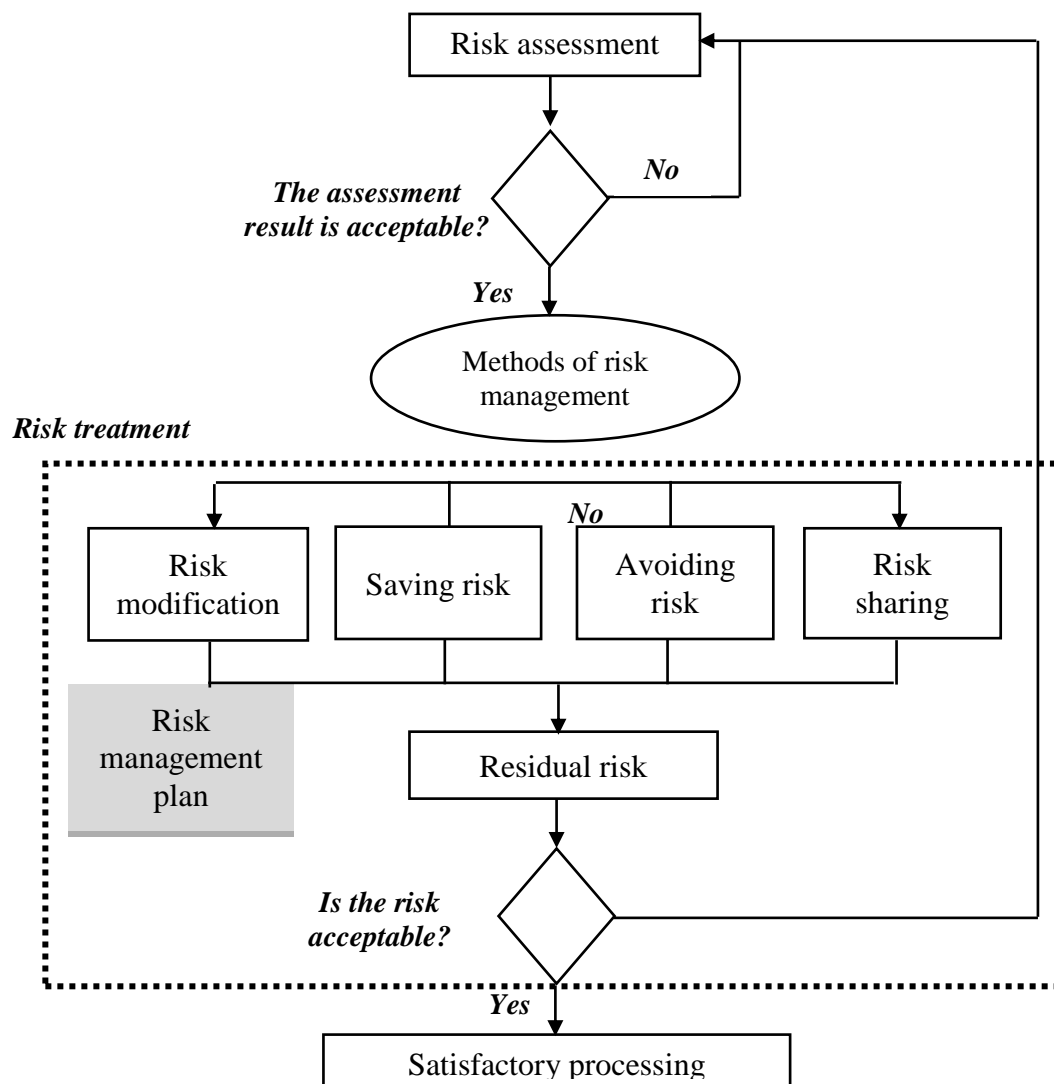 Risk assessment
No
The assessment
result is acceptable?
Yes
Methods of risk
management
Risk treatment
No
Risk
modification
Saving risk
Avoiding
risk
Risk
sharing
Risk
management
plan
Residual risk
Is the risk
acceptable?
Yes
Satisfactory processing